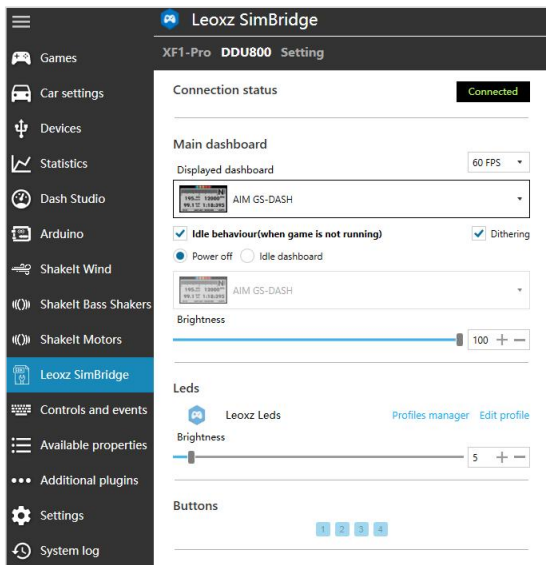 Leoxz SimBridge
XF1-Pro DDU800 Setting
Games
Car settings
Devices
Statistics
Dash Studio
Arduino
ShakeIt Wind
ShakeIt Bass Shakers
ShakeIt Motors
Leoxz SimBridge
Controls and events
Available properties
Additional plugins
Settings
System log
Connection status
Connected
Main dashboard
60 FPS
Displayed dashboard
AIM GS-DASH
Idle behaviour(when game is not running)
Dithering
Power off
Idle dashboard
AIM GS-DASH
Brightness
100
Leds
Leoxz Leds
Profiles manager
Edit profile
Brightness
5
Buttons
1 2 3 4